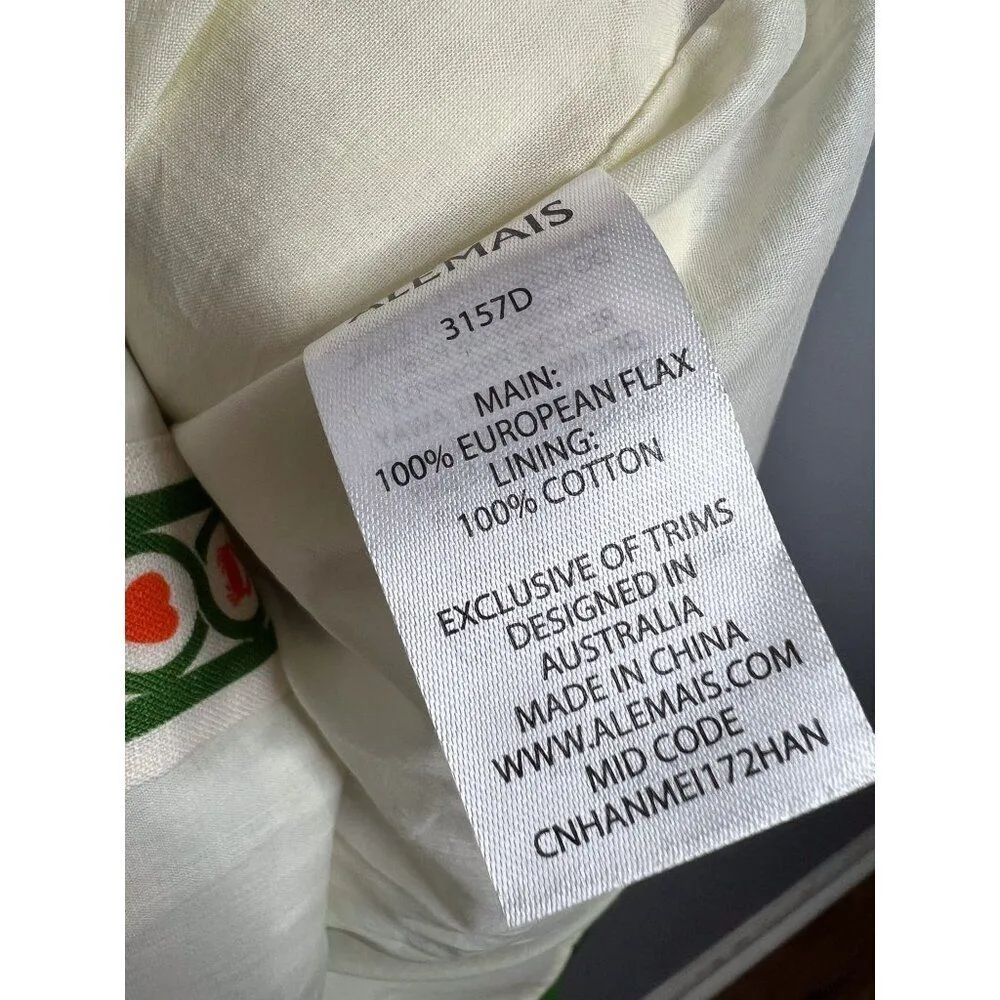 ALEMAIS
3157D
MAIN:
100% EUROPEAN FLAX
LINING:
100% COTTON
EXCLUSIVE OF TRIMS
DESIGNED IN
AUSTRALIA
MADE IN CHINA
WWW.ALEMAIS.COM
MID CODE
CNHANMEI172HAN